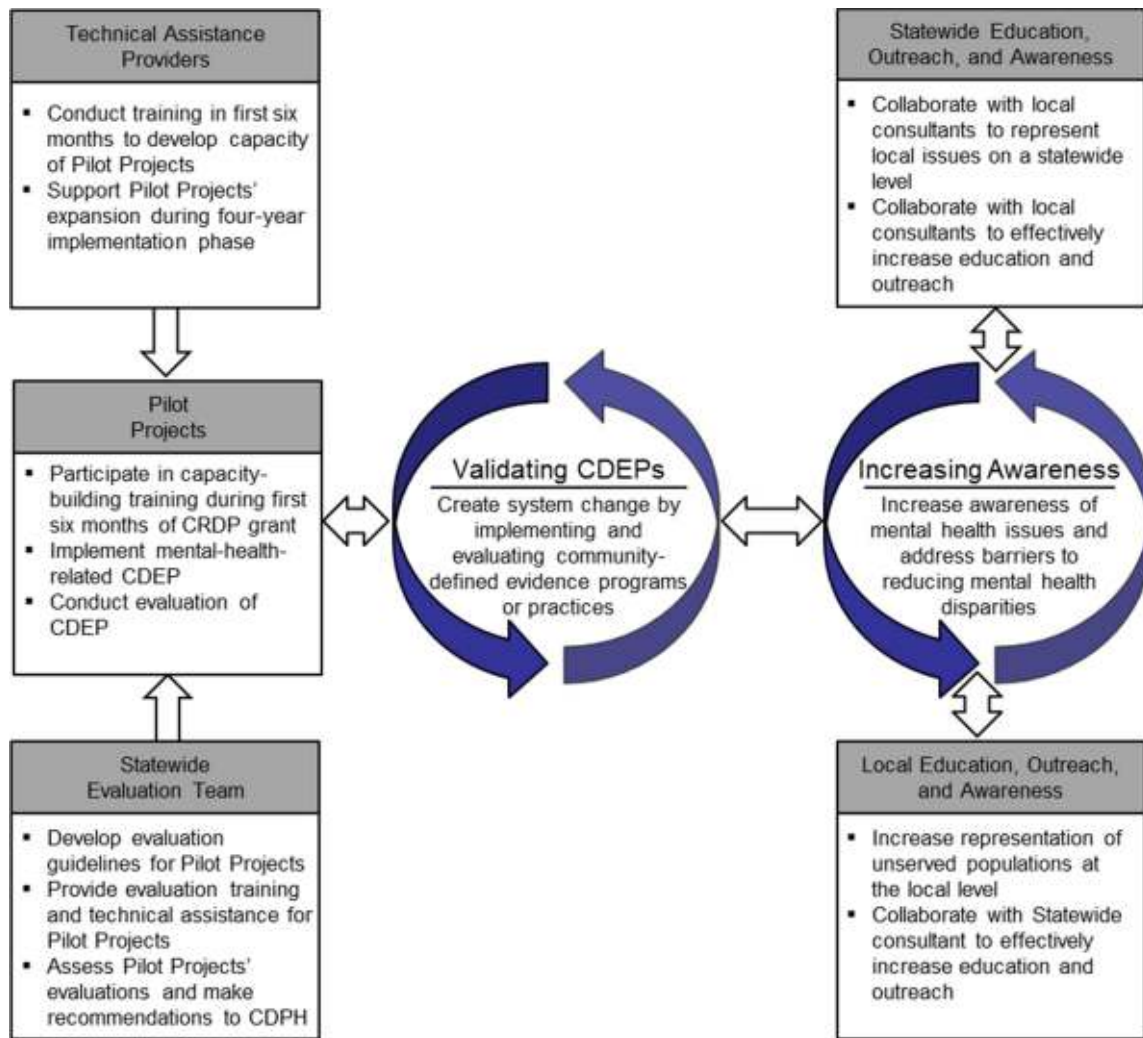 Technical Assistance
Providers
▪ Conduct training in first six
months to develop capacity
of Pilot Projects
▪ Support Pilot Projects'
expansion during four-year
implementation phase
Pilot
Projects
▪ Participate in capacity-
building training during first
six months of CRDP grant
▪ Implement mental-health-
related CDEP
▪ Conduct evaluation of
CDEP
Statewide
Evaluation Team
▪ Develop evaluation
guidelines for Pilot Projects
▪ Provide evaluation training
and technical assistance for
Pilot Projects
▪ Assess Pilot Projects'
evaluations and make
recommendations to CDPH
Validating CDEPs
Create system change by
implementing and
evaluating community-
defined evidence programs
or practices
Statewide Education,
Outreach, and Awareness
▪ Collaborate with local
consultants to represent
local issues on a statewide
level
▪ Collaborate with local
consultants to effectively
increase education and
outreach
Increasing Awareness
Increase awareness of
mental health issues and
address barriers to
reducing mental health
disparities
Local Education, Outreach,
and Awareness
▪ Increase representation of
unserved populations at
the local level
▪ Collaborate with Statewide
consultant to effectively
increase education and
outreach